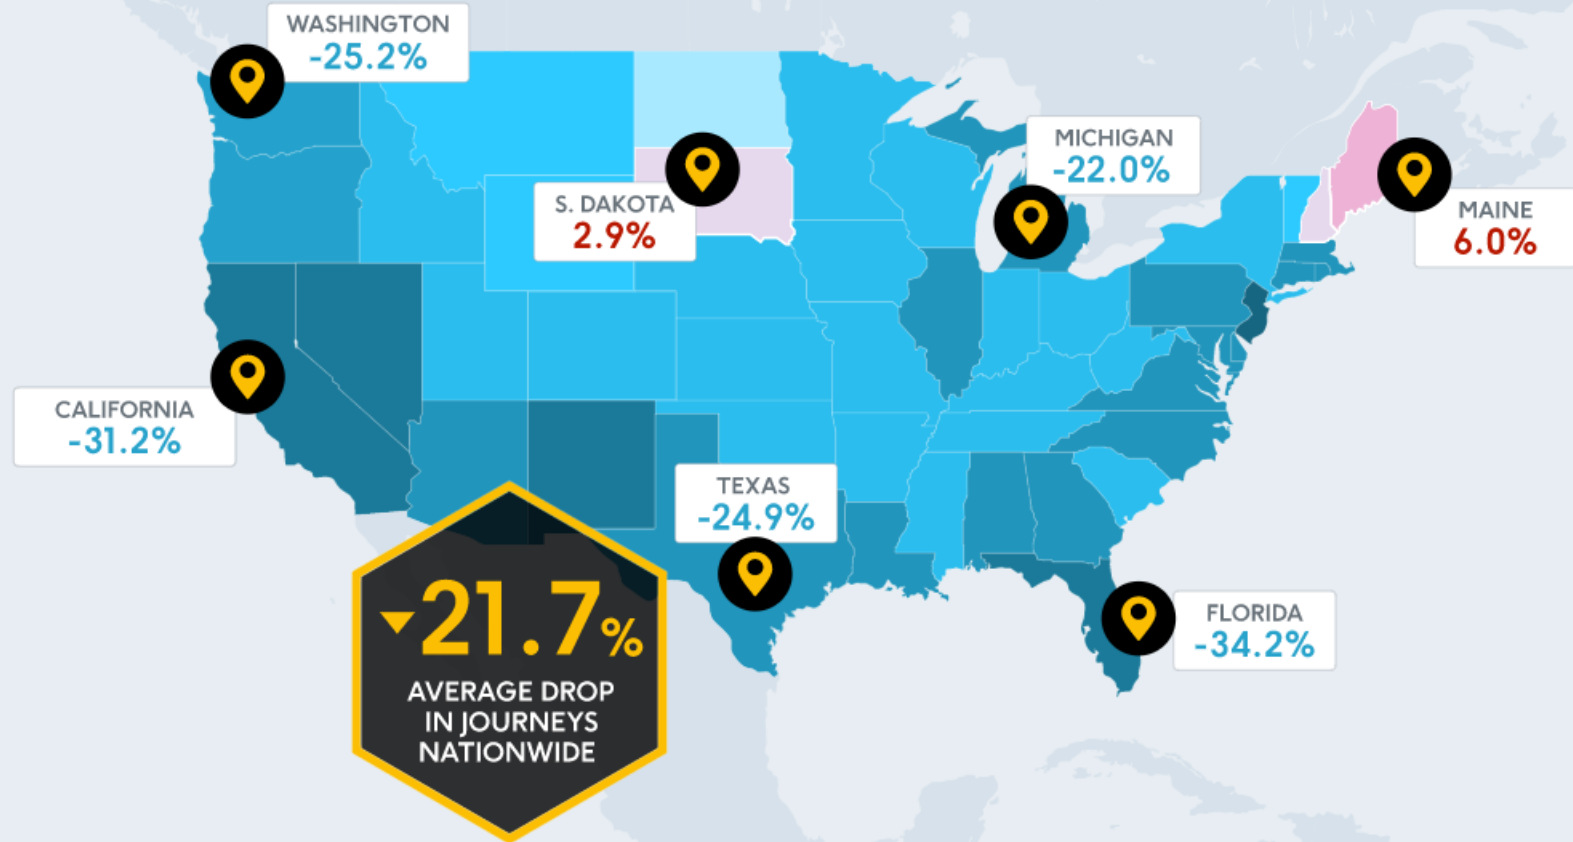 WASHINGTON
-25.2%
MICHIGAN
-22.0%
S. DAKOTA
2.9%
MAINE
6.0%
CALIFORNIA
-31.2%
TEXAS
-24.9%
FLORIDA
-34.2%
21.7%
AVERAGE DROP
IN JOURNEYS
NATIONWIDE